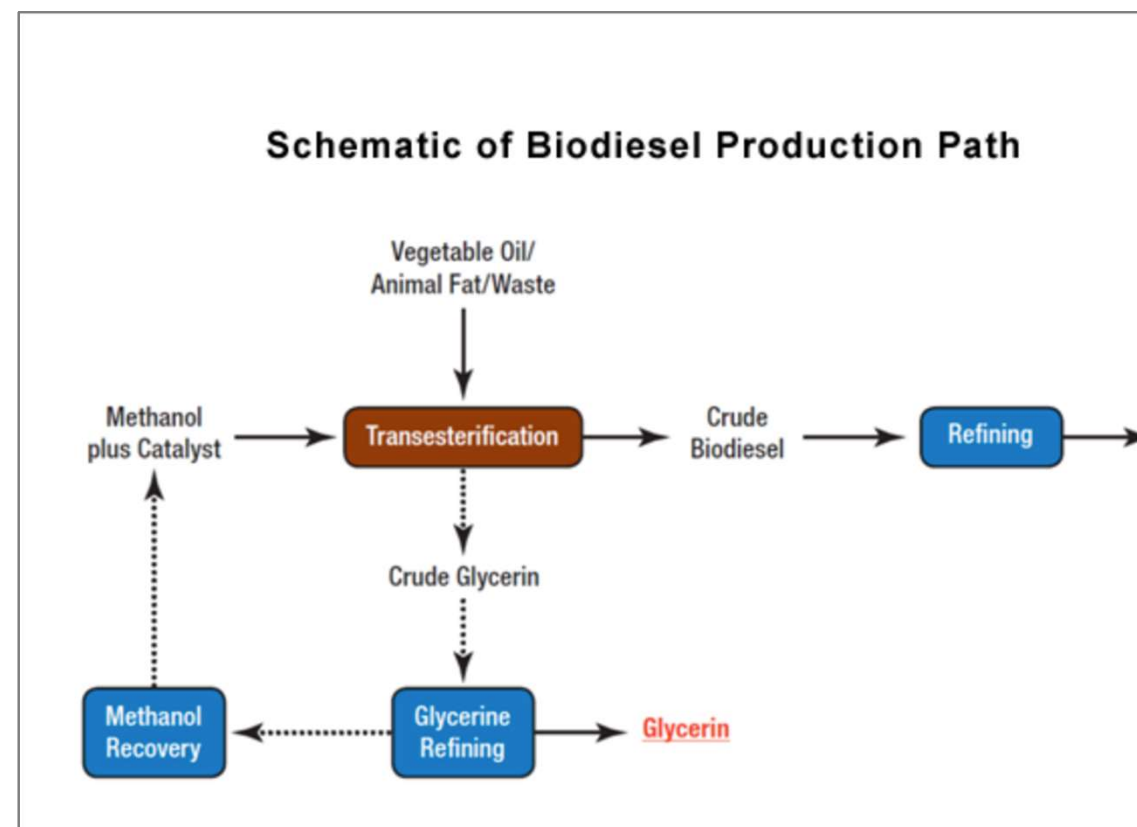 Schematic of Biodiesel Production Path
Vegetable Oil/
Animal Fat/Waste
Methanol
plus Catalyst
Transesterification
Crude
Biodiesel
Refining
Crude Glycerin
Methanol
Recovery
Glycerine
Refining
Glycerin